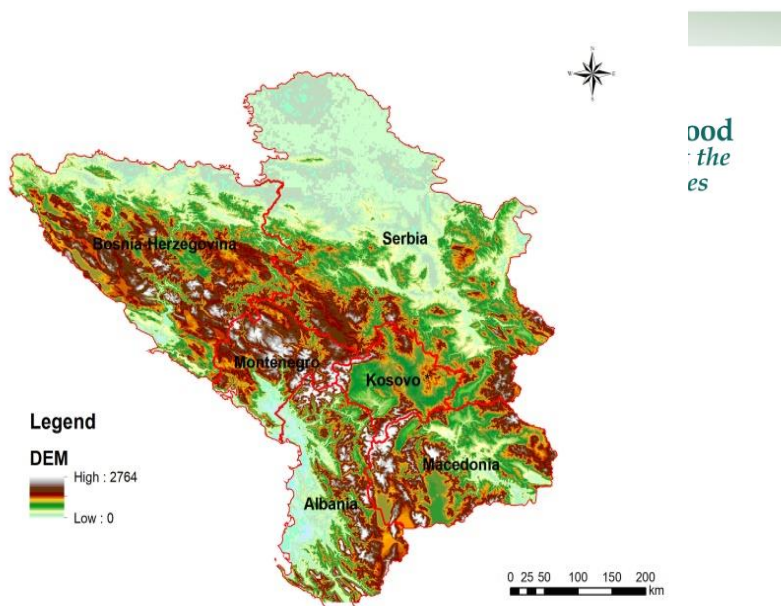 N
W E
S
ood
the
es
Bosnia-Herzegovina
Serbia
Montenegro
Kosovo
Legend
DEM
High : 2764
Low : 0
Macedonia
Albania
0 25 50 100 150 200
km